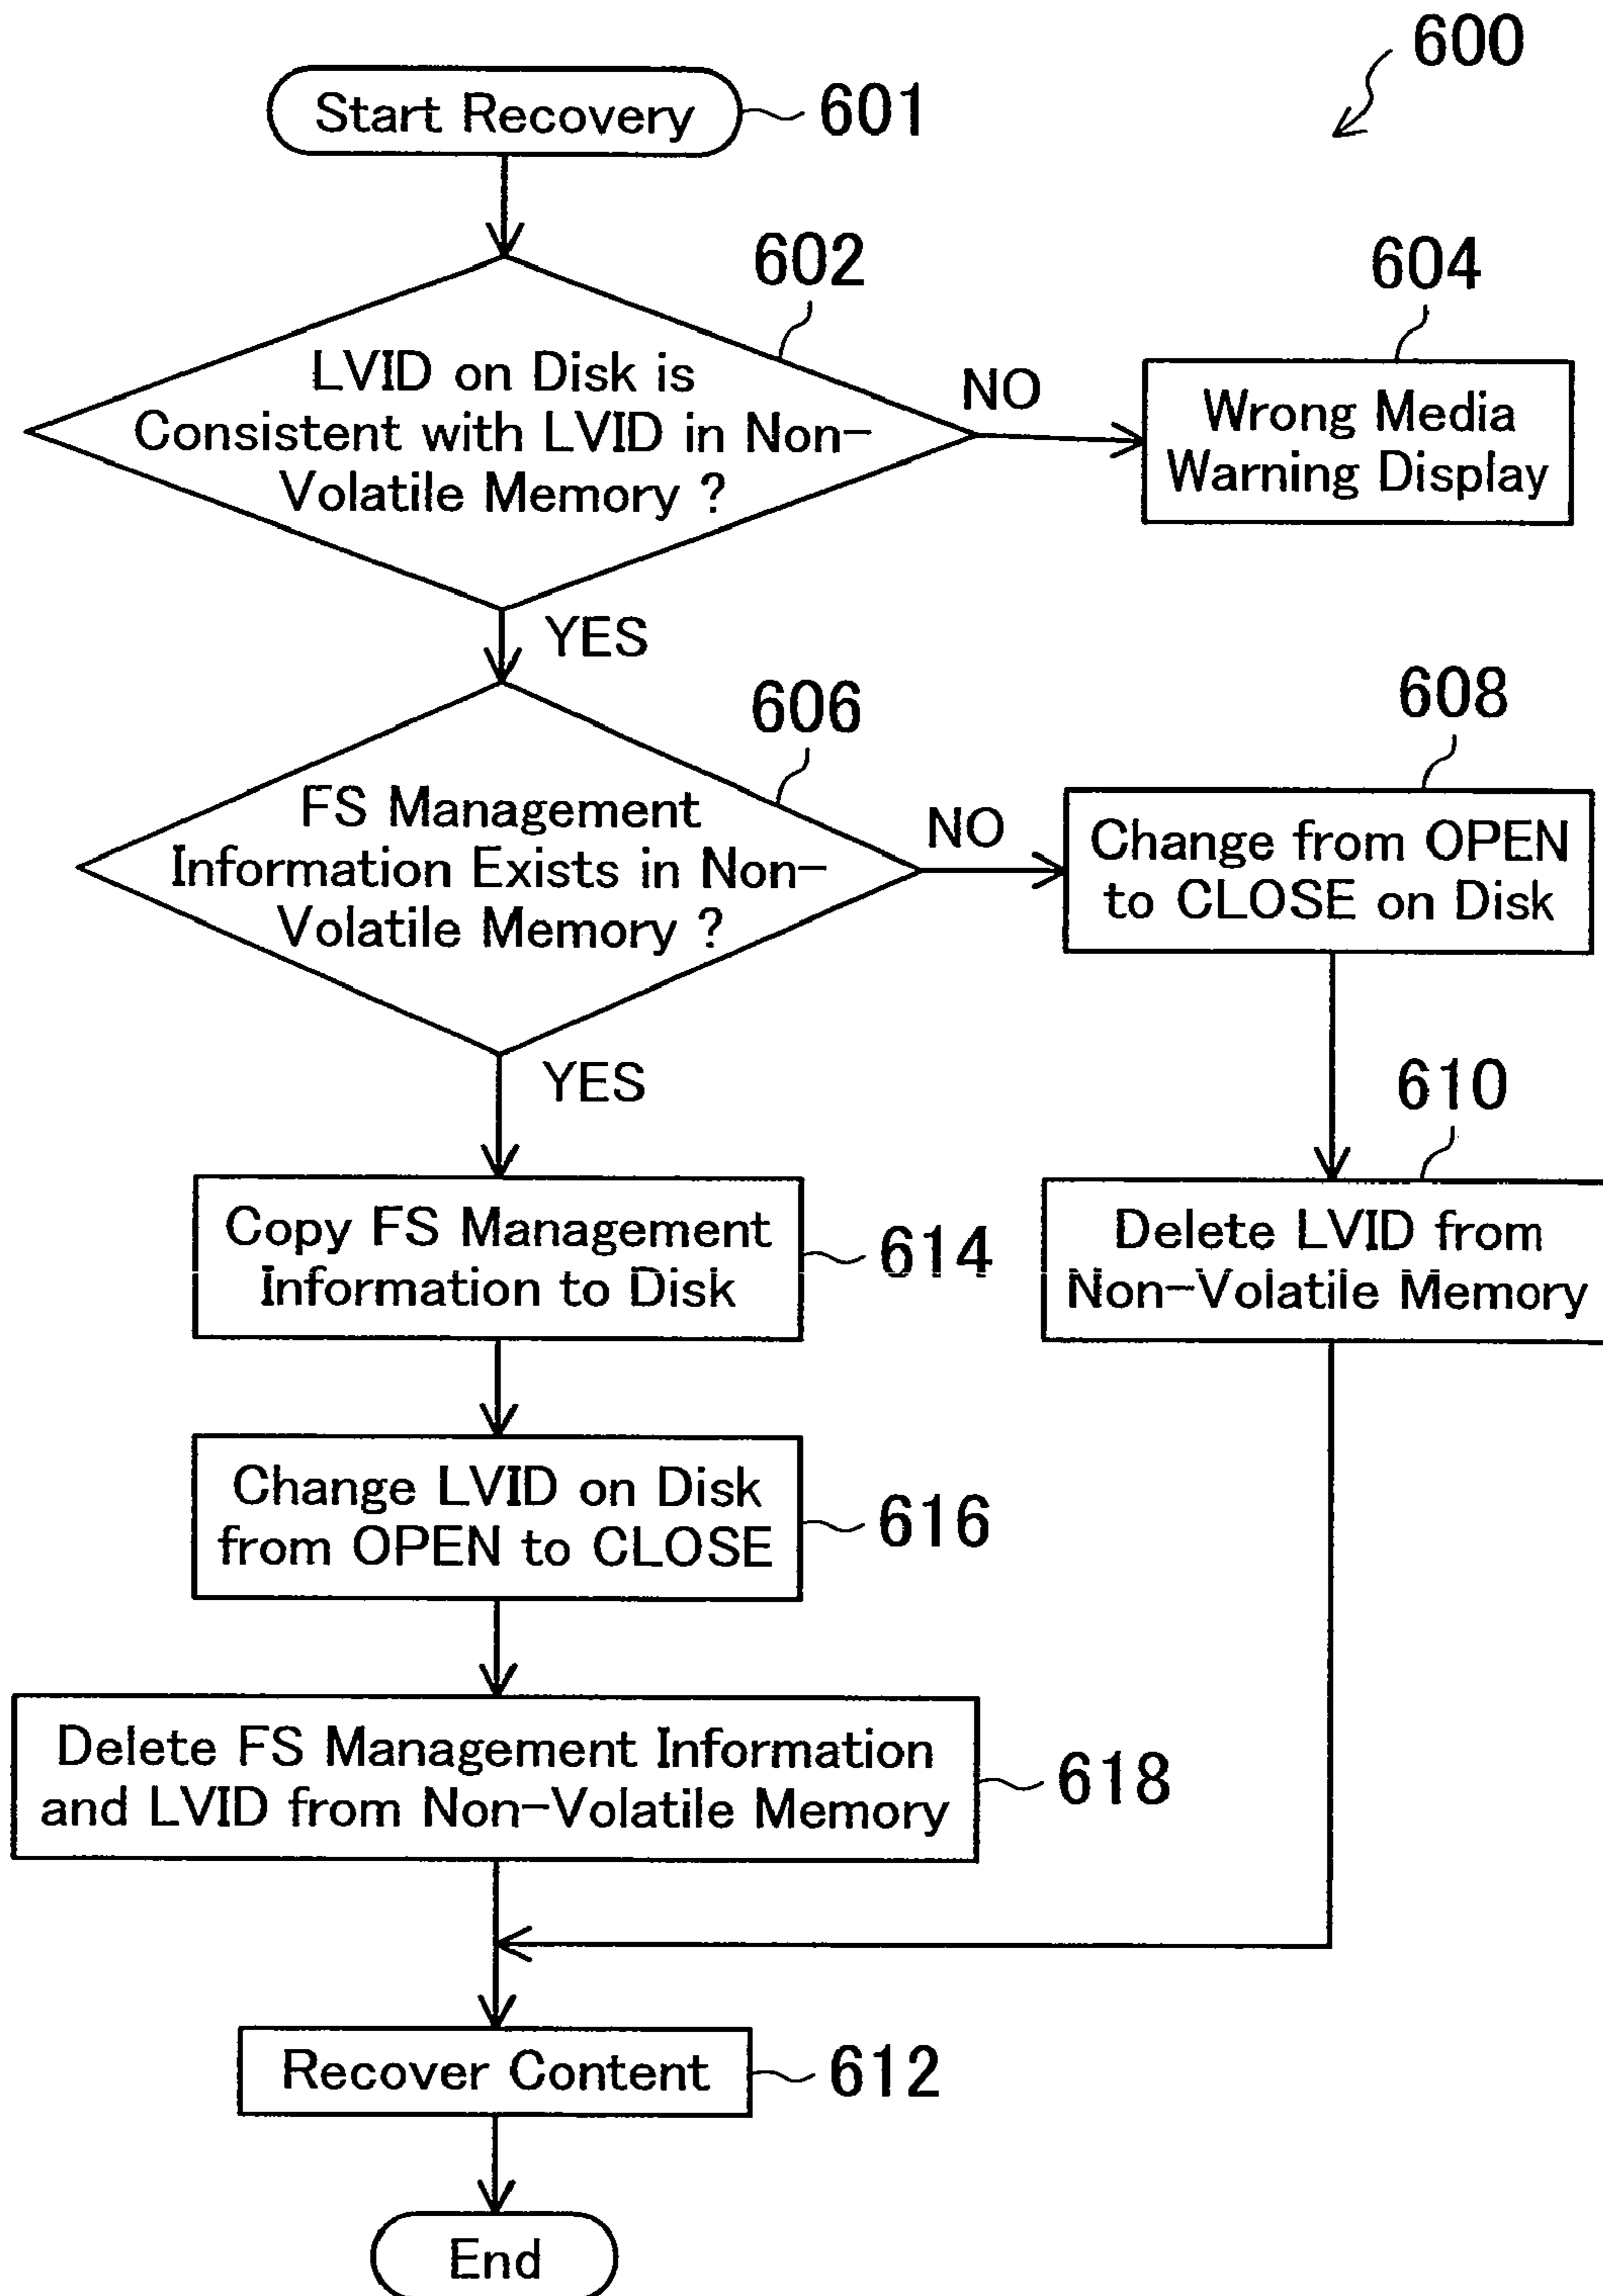 600
Start Recovery
601
602
LVID on Disk is
Consistent with LVID in Non-
Volatile Memory ?
NO
604
Wrong Media
Warning Display
YES
606
FS Management
Information Exists in Non-
Volatile Memory ?
NO
608
Change from OPEN
to CLOSE on Disk
YES
610
Delete LVID from
Non-Volatile Memory
Copy FS Management
Information to Disk
614
Change LVID on Disk
from OPEN to CLOSE
616
Delete FS Management Information
and LVID from Non-Volatile Memory
618
Recover Content
612
End